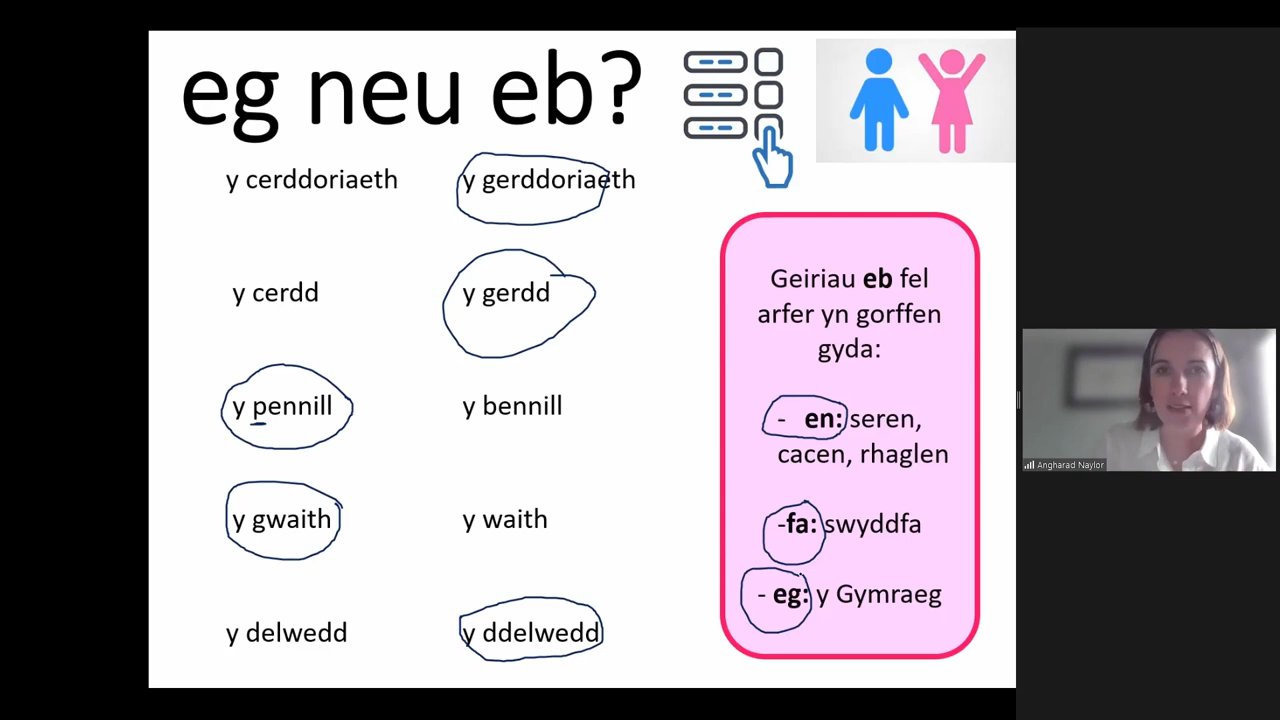 eg neu eb?
y cerddoriaeth y gerddoriaeth
y cerdd y gerdd
y pennill y bennill
y gwaith y waith
y delwedd y ddelwedd
Geiriau eb fel
arfer yn gorffen
gyda:
- en: seren,
cacen, rhaglen
-fa: swyddfa
- eg: y Gymraeg
Angharad Naylor